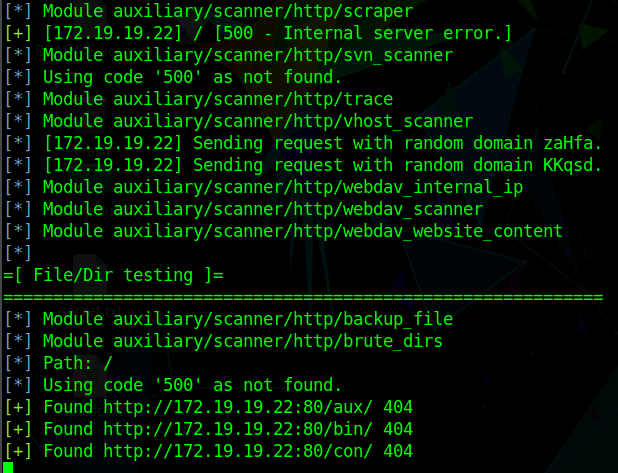 [*] Module auxiliary/scanner/http/scraper
[+] [172.19.19.22] / [500 - Internal server error.]
[*] Module auxiliary/scanner/http/svn_scanner
[*] Using code '500' as not found.
[*] Module auxiliary/scanner/http/trace
[*] Module auxiliary/scanner/http/vhost_scanner
[*] [172.19.19.22] Sending request with random domain zaHfa.
[*] [172.19.19.22] Sending request with random domain KKqsd.
[*] Module auxiliary/scanner/http/webdav_internal_ip
[*] Module auxiliary/scanner/http/webdav_scanner
[*] Module auxiliary/scanner/http/webdav_website_content
[*]
=[ File/Dir testing ]=
============================================================
[*] Module auxiliary/scanner/http/backup_file
[*] Module auxiliary/scanner/http/brute_dirs
[*] Path: /
[*] Using code '500' as not found.
[+] Found http://172.19.19.22:80/aux/ 404
[+] Found http://172.19.19.22:80/bin/ 404
[+] Found http://172.19.19.22:80/con/ 404